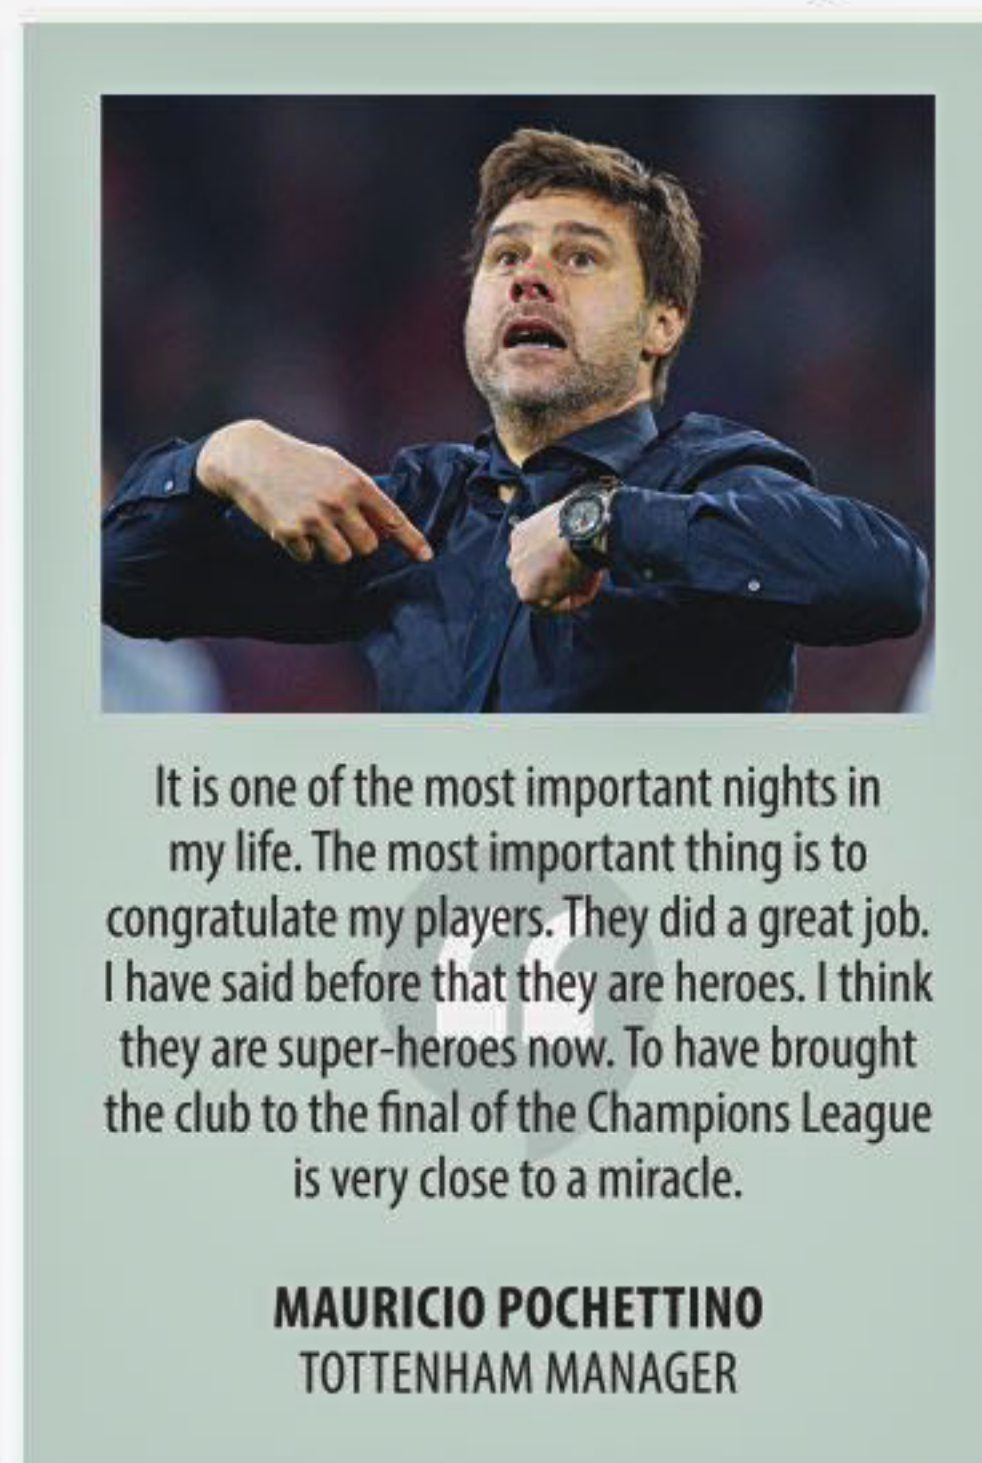 It is one of the most important nights in
my life. The most important thing is to
congratulate my players. They did a great job.
I have said before that they are heroes. I think
they are super-heroes now. To have brought
the club to the final of the Champions League
is very close to a miracle.
MAURICIO POCHETTINO
TOTTENHAM MANAGER